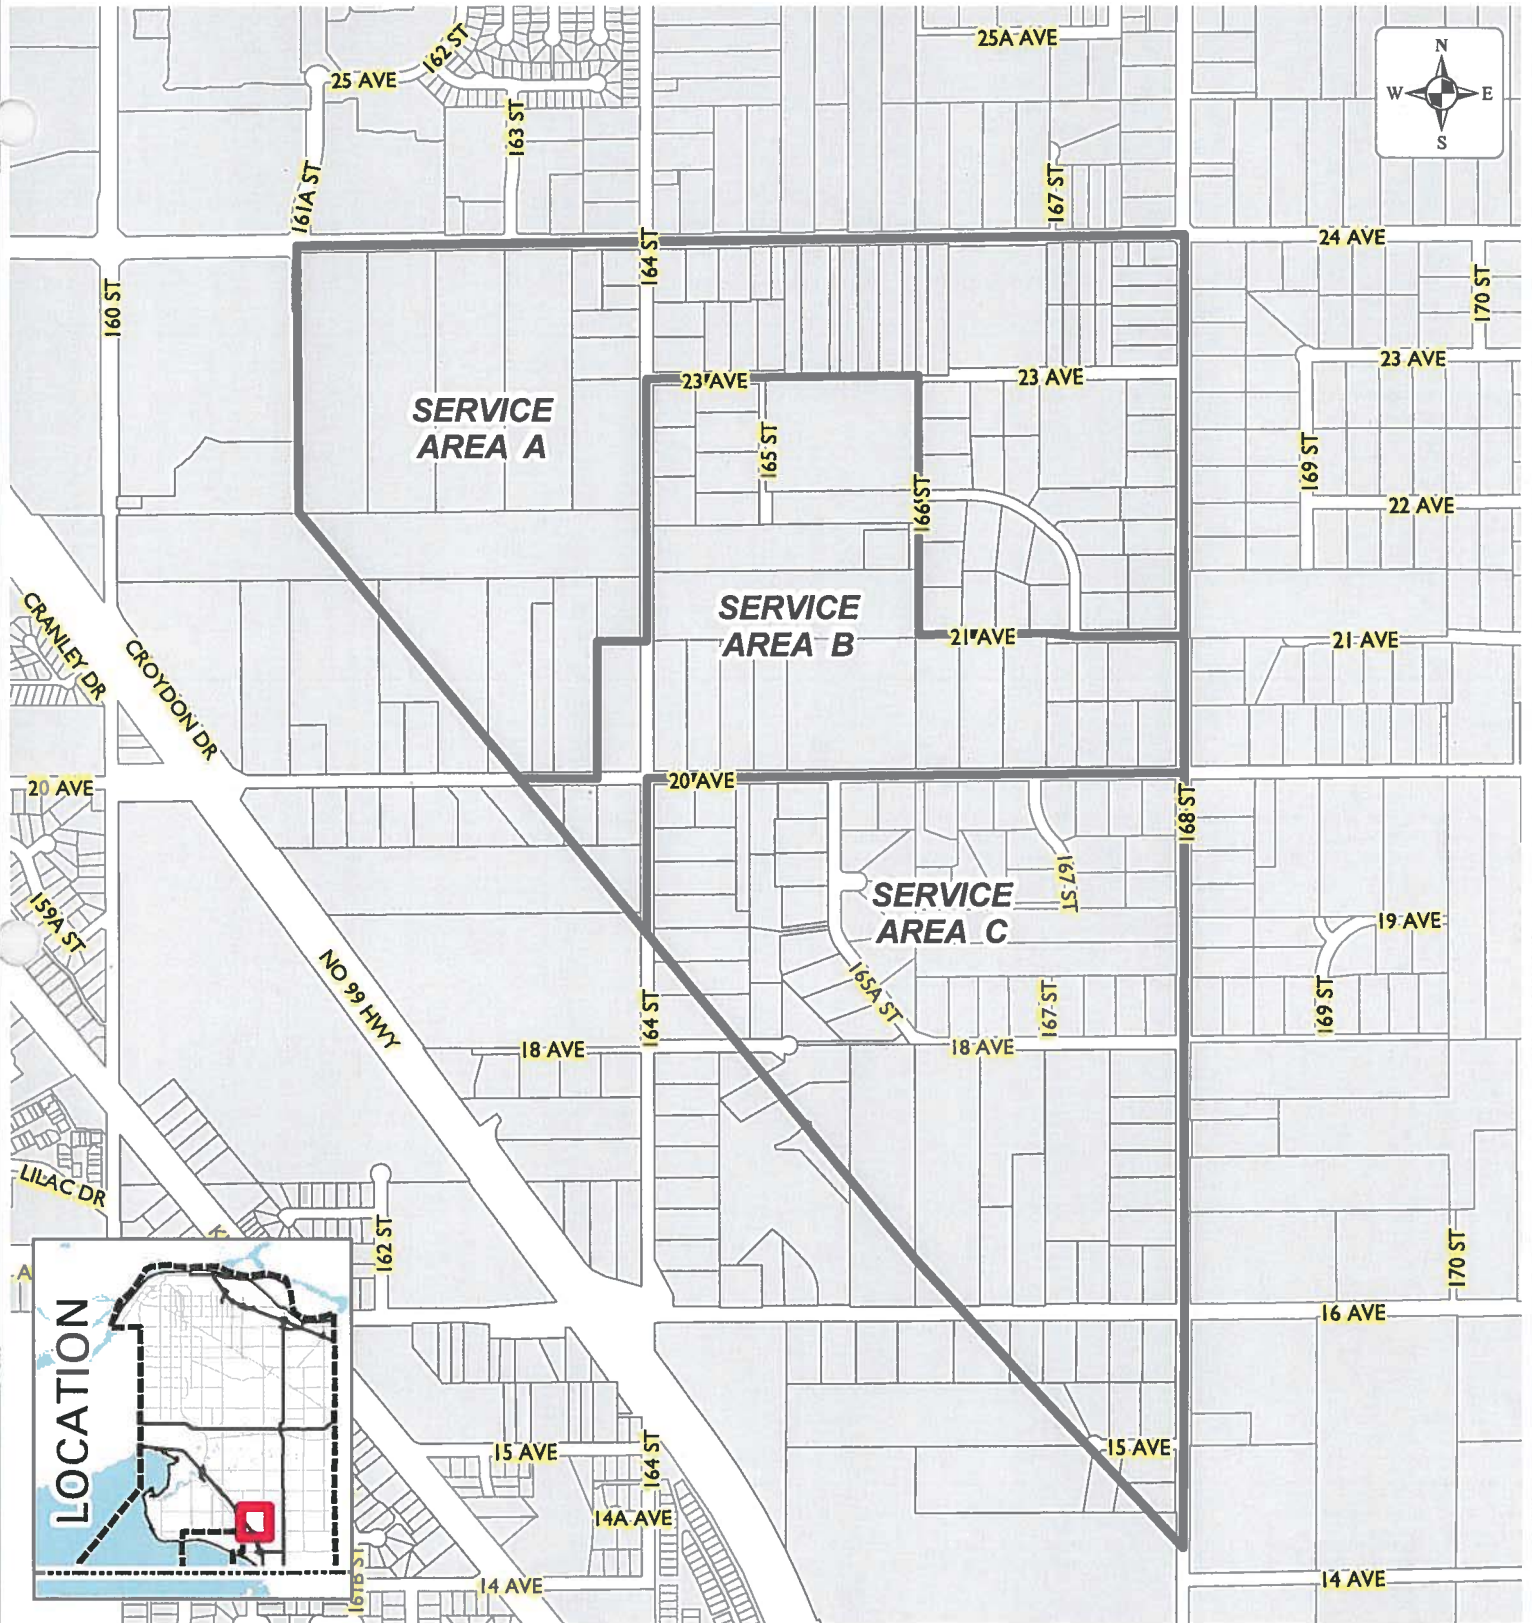 25A AVE
162 ST
25 AVE
N
W
E
S
163 ST
161A ST
167 ST
164 ST
24 AVE
160 ST
170 ST
23 AVE
23 AVE
23 AVE
SERVICE
AREA A
165 ST
169 ST
166 ST
22 AVE
SERVICE
AREA B
CRANLEY DR
CROYDON DR
21 AVE
21 AVE
20 AVE
20 AVE
168 ST
167 ST
SERVICE
AREA C
159A ST
19 AVE
NO 99 HWY
165A ST
164 ST
167 ST
169 ST
18 AVE
18 AVE
LILAC DR
162 ST
170 ST
16 AVE
LOCATION
15 AVE
15 AVE
164 ST
14A AVE
161B ST
14 AVE
14 AVE